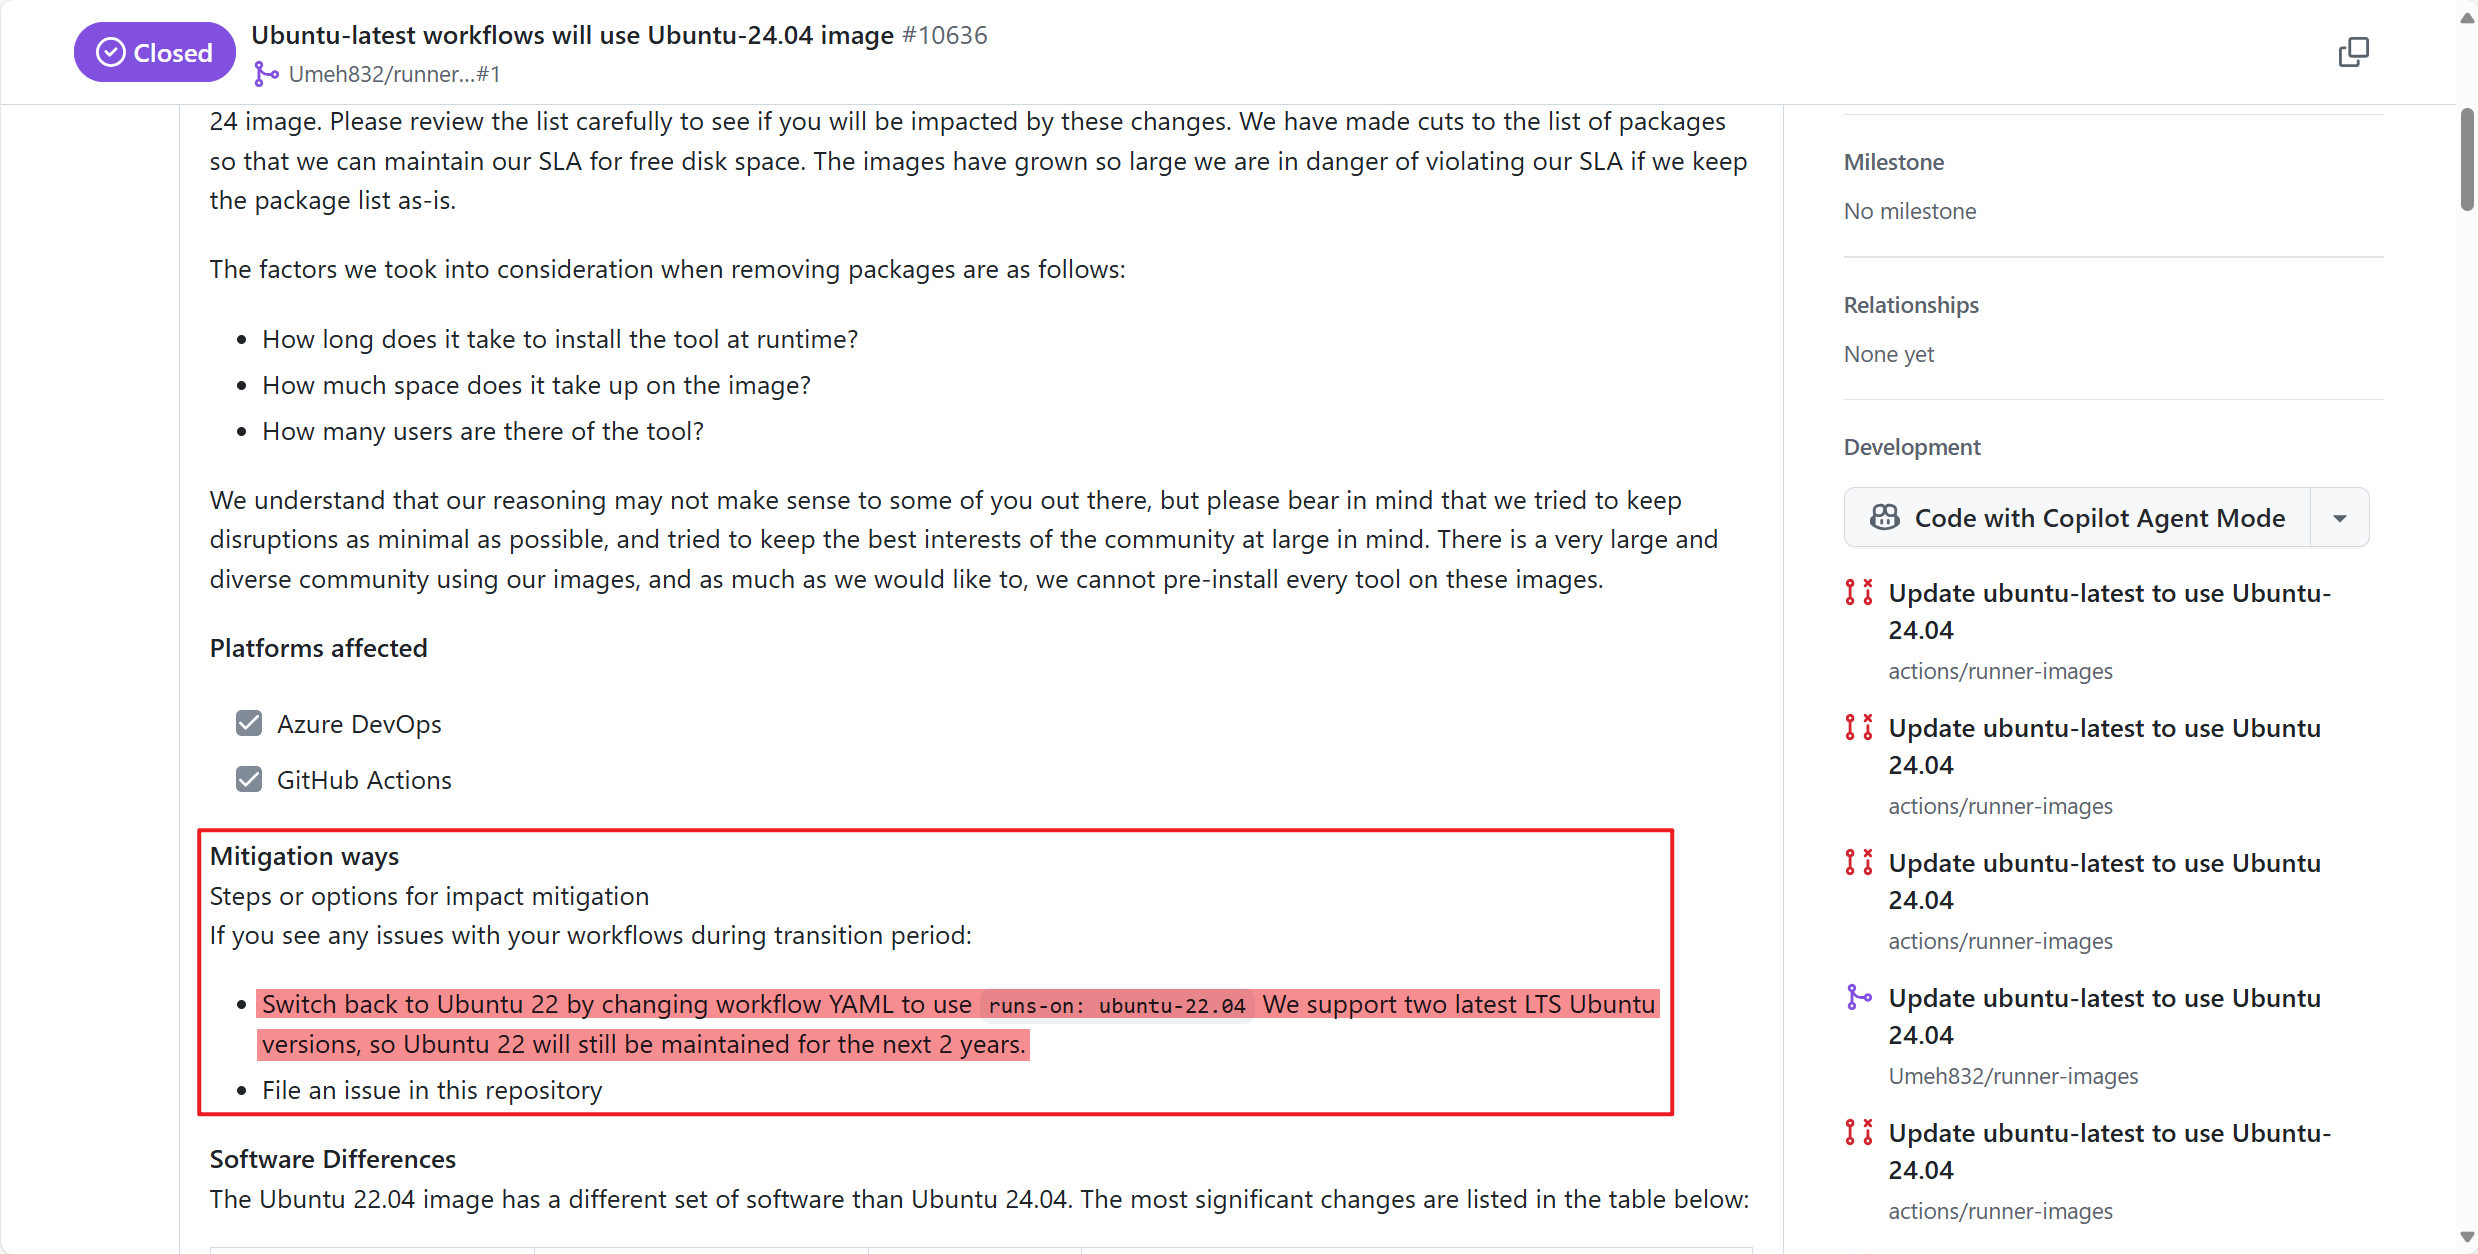 Closed
Ubuntu-latest workflows will use Ubuntu-24.04 image #10636
Umeh832/runner...#1
24 image. Please review the list carefully to see if you will be impacted by these changes. We have made cuts to the list of packages
so that we can maintain our SLA for free disk space. The images have grown so large we are in danger of violating our SLA if we keep
the package list as-is.
The factors we took into consideration when removing packages are as follows:
• How long does it take to install the tool at runtime?
• How much space does it take up on the image?
• How many users are there of the tool?
We understand that our reasoning may not make sense to some of you out there, but please bear in mind that we tried to keep
disruptions as minimal as possible, and tried to keep the best interests of the community at large in mind. There is a very large and
diverse community using our images, and as much as we would like to, we cannot pre-install every tool on these images.
Platforms affected
Azure DevOps
GitHub Actions
Mitigation ways
Steps or options for impact mitigation
If you see any issues with your workflows during transition period:
• Switch back to Ubuntu 22 by changing workflow YAML to use runs-on: ubuntu-22.04 We support two latest LTS Ubuntu
versions, so Ubuntu 22 will still be maintained for the next 2 years.
• File an issue in this repository
Software Differences
The Ubuntu 22.04 image has a different set of software than Ubuntu 24.04. The most significant changes are listed in the table below:
Milestone
No milestone
Relationships
None yet
Development
Code with Copilot Agent Mode
Update ubuntu-latest to use Ubuntu-
24.04
actions/runner-images
Update ubuntu-latest to use Ubuntu
24.04
actions/runner-images
Update ubuntu-latest to use Ubuntu
24.04
actions/runner-images
Update ubuntu-latest to use Ubuntu
24.04
Umeh832/runner-images
Update ubuntu-latest to use Ubuntu-
24.04
actions/runner-images